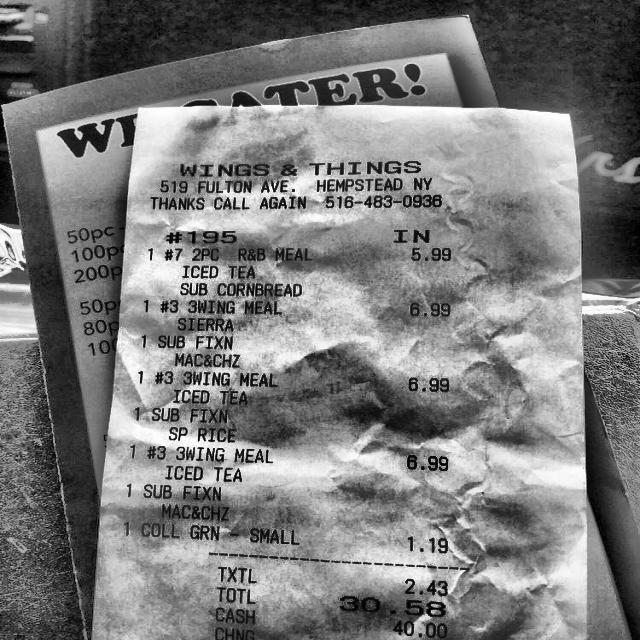 WE CATER!
50pc
100p
200p
50p
80p
10
WINGS & THINGS
519 FULTON AVE. HEMPSTEAD NY
THANKS CALL AGAIN 516-483-0936
#195 IN
1 #7 2PC R&B MEAL 5.99
ICED TEA
SUB CORNBREAD
1 #3 3WING MEAL 6.99
SIERRA
1 SUB FIXN
MAC&CHZ
1 #3 3WING MEAL 6.99
ICED TEA
1 SUB FIXN
SP RICE
1 #3 3WING MEAL 6.99
ICED TEA
1 SUB FIXN
MAC&CHZ
1 COLL GRN - SMALL 1.19
TXTL 2.43
TOTL 30.58
CASH 40.00
CHNG